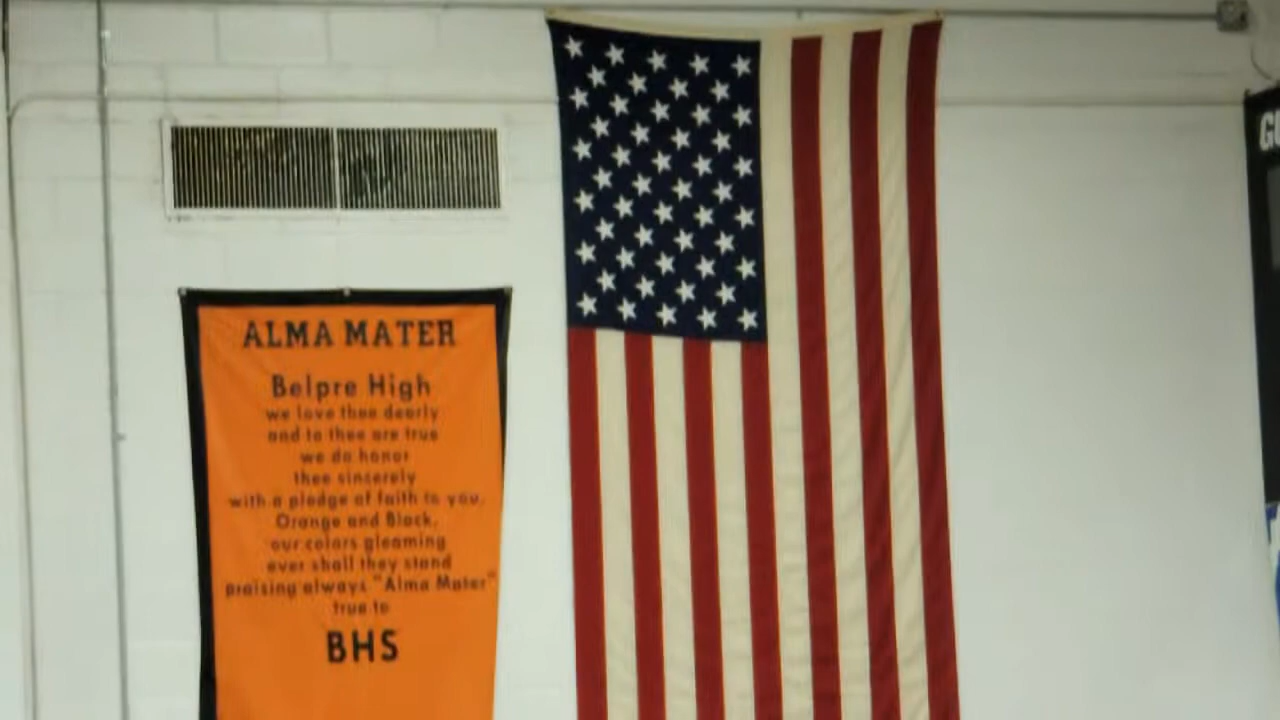 ALMA MATER
Belpre High
we love thee dearly
and to thee are true
we do honor
thee sincerely
with a pledge of faith to you.
Orange and Black,
our colors gleaming
ever shall they stand
praising always "Alma Mater"
true to
BHS